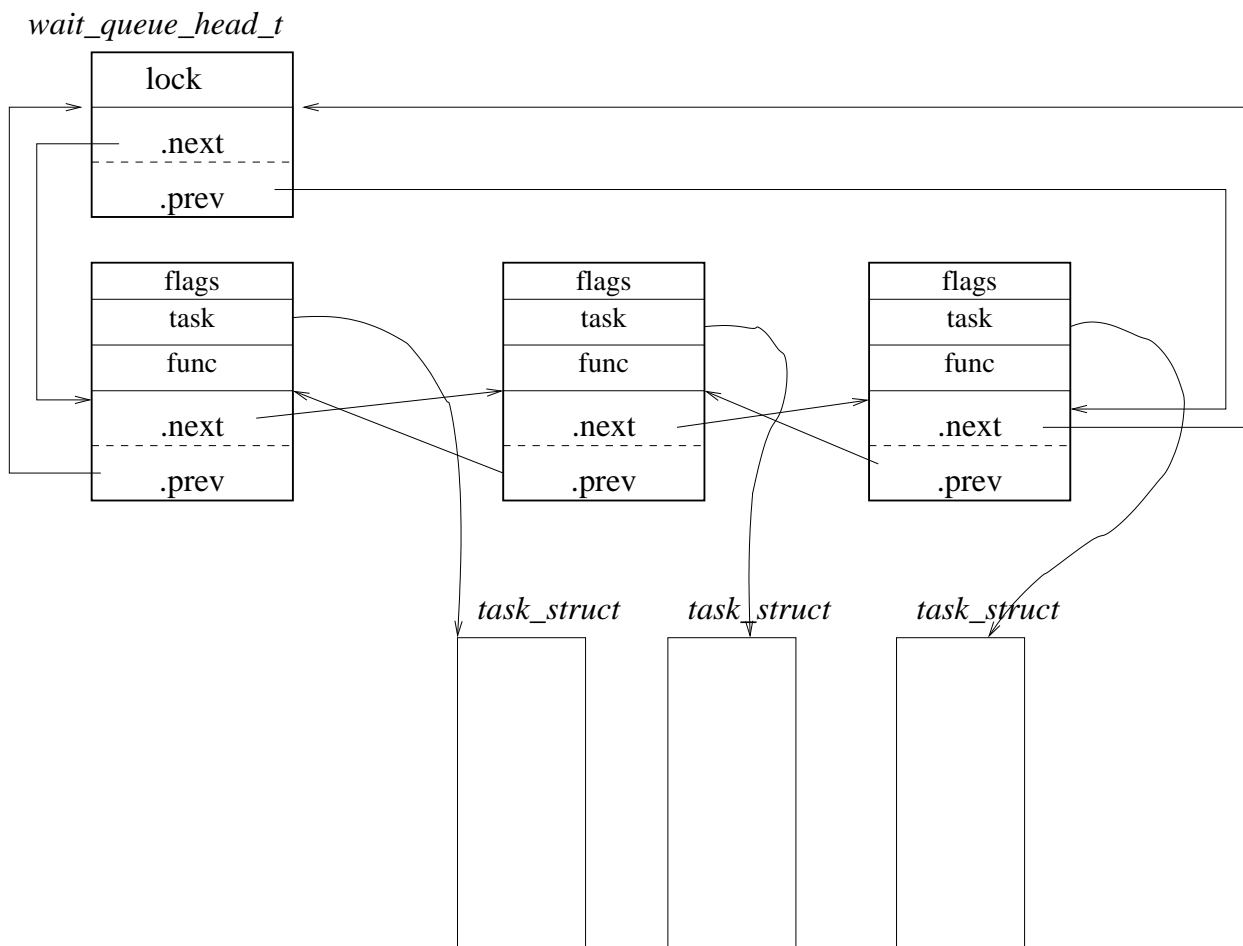 wait_queue_head_t
lock
.next
.prev
flags flags flags
task task task
func func func
.next .next .next
.prev .prev .prev
task_struct task_struct task_struct